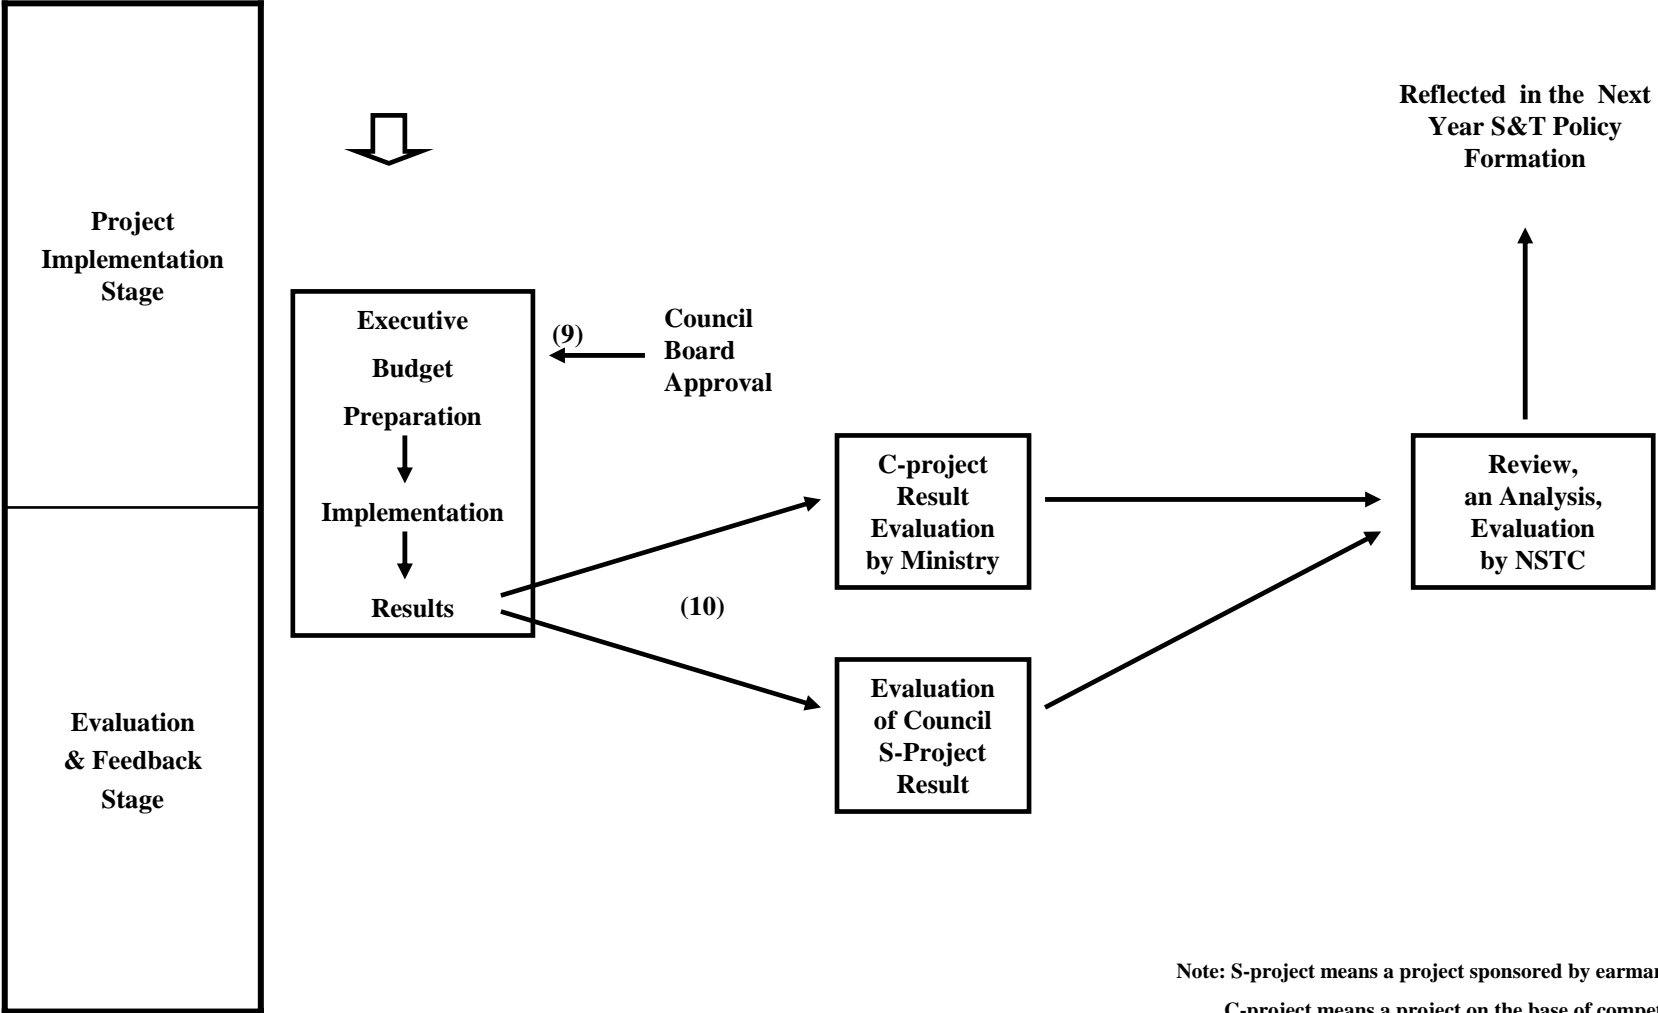 Project
Implementation
Stage
Evaluation
& Feedback
Stage
Executive
Budget
Preparation
Implementation
Results
(9)
Council
Board
Approval
(10)
C-project
Result
Evaluation
by Ministry
Evaluation
of Council
S-Project
Result
Reflected in the Next
Year S&T Policy
Formation
Review,
an Analysis,
Evaluation
by NSTC
Note: S-project means a project sponsored by
C-project means a project on the base of